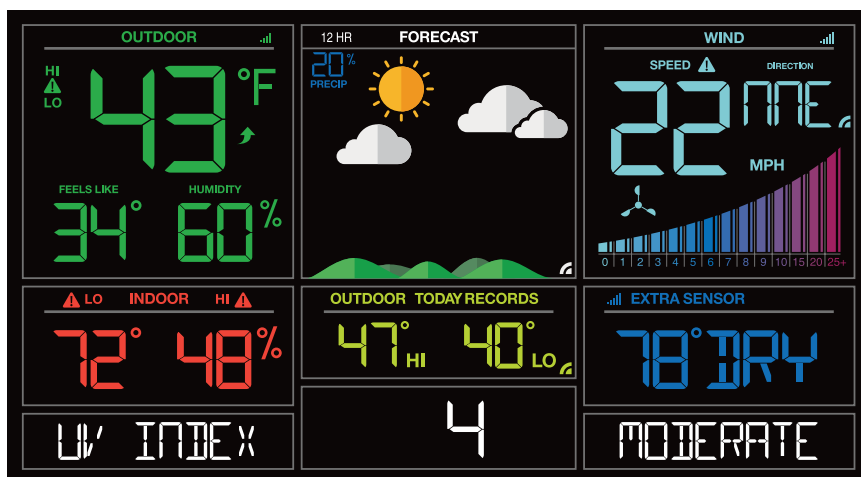 OUTDOOR
HI
LO
43°F
FEELS LIKE HUMIDITY
34° 60%
12 HR FORECAST
20%
PRECIP
WIND
SPEED DIRECTION
22 NNE
MPH
0 1 2 3 4 5 6 7 8 9 10 15 20 25+
LO INDOOR HI
72° 48%
OUTDOOR TODAY RECORDS
47° HI 40° LO
EXTRA SENSOR
78° DRY
UV INDEX
4
MODERATE